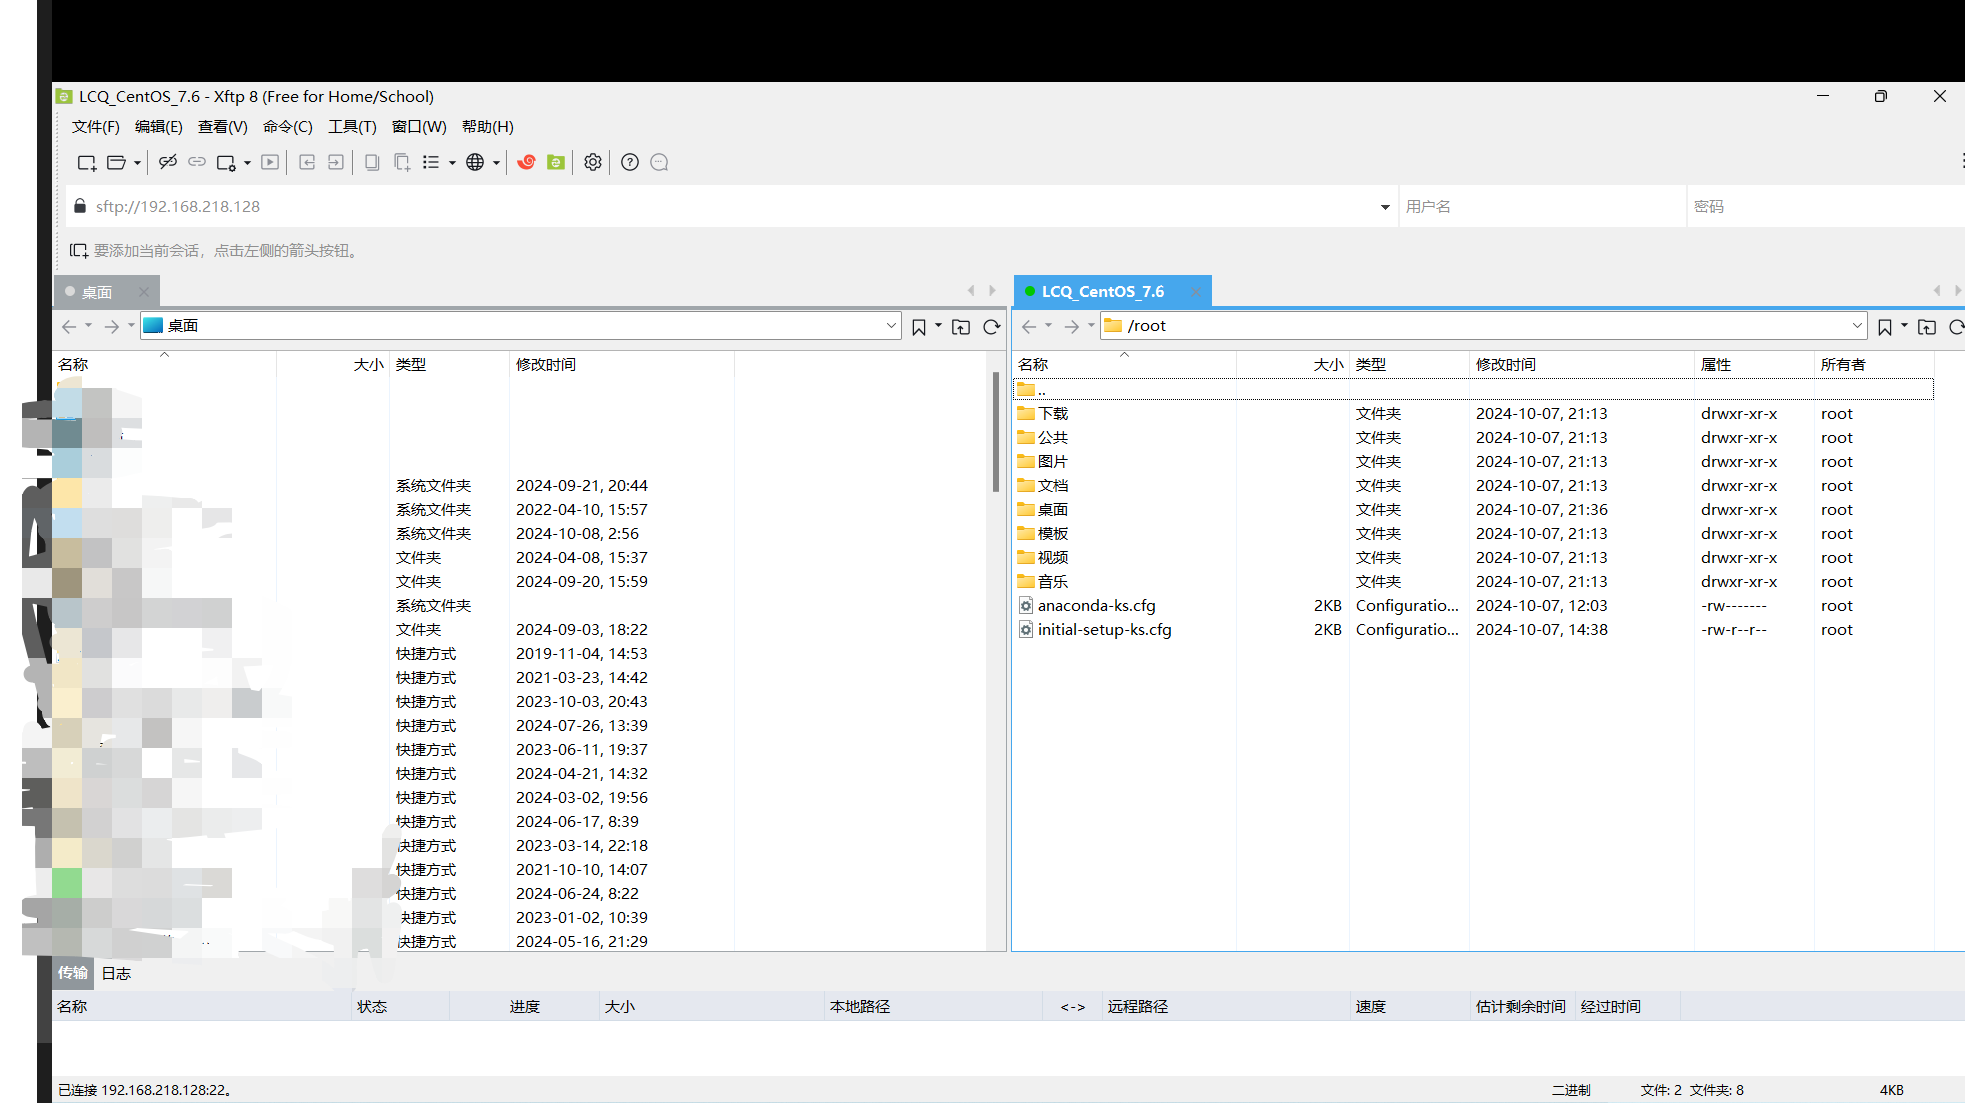 LCQ_CentOS_7.6 - Xftp 8 (Free for Home/School)
文件(F) 编辑(E) 查看(V) 命令(C) 工具(T) 窗口(W) 帮助(H)
sftp://192.168.218.128 用户名 密码
要添加当前会话，点击左侧的箭头按钮。
桌面
桌面
名称 大小 类型 修改时间
系统文件夹 2024-09-21, 20:44
系统文件夹 2022-04-10, 15:57
系统文件夹 2024-10-08, 2:56
文件夹 2024-04-08, 15:37
文件夹 2024-09-20, 15:59
系统文件夹
文件夹 2024-09-03, 18:22
快捷方式 2019-11-04, 14:53
快捷方式 2021-03-23, 14:42
快捷方式 2023-10-03, 20:43
快捷方式 2024-07-26, 13:39
快捷方式 2023-06-11, 19:37
快捷方式 2024-04-21, 14:32
快捷方式 2024-03-02, 19:56
快捷方式 2024-06-17, 8:39
快捷方式 2023-03-14, 22:18
快捷方式 2021-10-10, 14:07
快捷方式 2024-06-24, 8:22
快捷方式 2023-01-02, 10:39
快捷方式 2024-05-16, 21:29
LCQ_CentOS_7.6
/root
名称 大小 类型 修改时间 属性 所有者
..
下载 文件夹 2024-10-07, 21:13 drwxr-xr-x root
公共 文件夹 2024-10-07, 21:13 drwxr-xr-x root
图片 文件夹 2024-10-07, 21:13 drwxr-xr-x root
文档 文件夹 2024-10-07, 21:13 drwxr-xr-x root
桌面 文件夹 2024-10-07, 21:36 drwxr-xr-x root
模板 文件夹 2024-10-07, 21:13 drwxr-xr-x root
视频 文件夹 2024-10-07, 21:13 drwxr-xr-x root
音乐 文件夹 2024-10-07, 21:13 drwxr-xr-x root
anaconda-ks.cfg 2KB Configuratio... 2024-10-07, 12:03 -rw------- root
initial-setup-ks.cfg 2KB Configuratio... 2024-10-07, 14:38 -rw-r--r-- root
传输 日志
名称 状态 进度 大小 本地路径 <-> 远程路径 速度 估计剩余时间 经过时间
已连接 192.168.218.128:22。 二进制 文件: 2 文件夹: 8 4KB